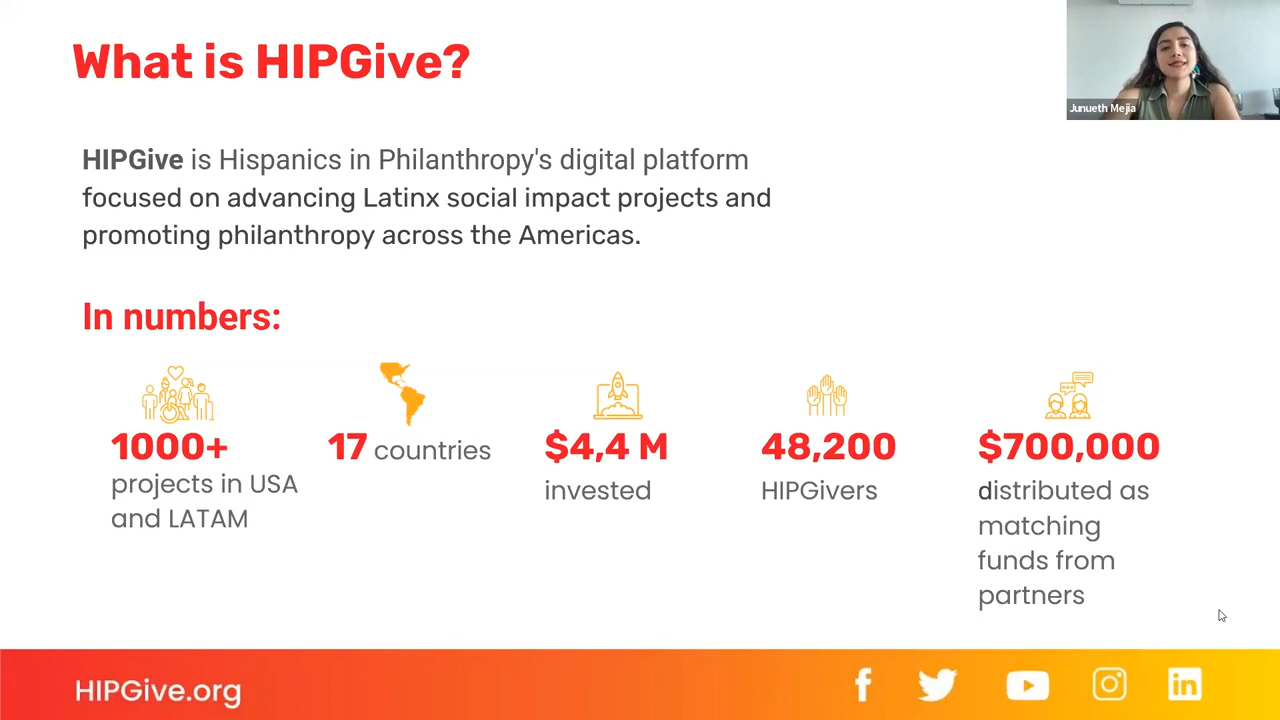 What is HIPGive?
Junueth Mejia
HIPGive is Hispanics in Philanthropy's digital platform
focused on advancing Latinx social impact projects and
promoting philanthropy across the Americas.
In numbers:
1000+
projects in USA
and LATAM
17 countries
$4,4 M
invested
48,200
HIPGivers
$700,000
distributed as
matching
funds from
partners
HIPGive.org